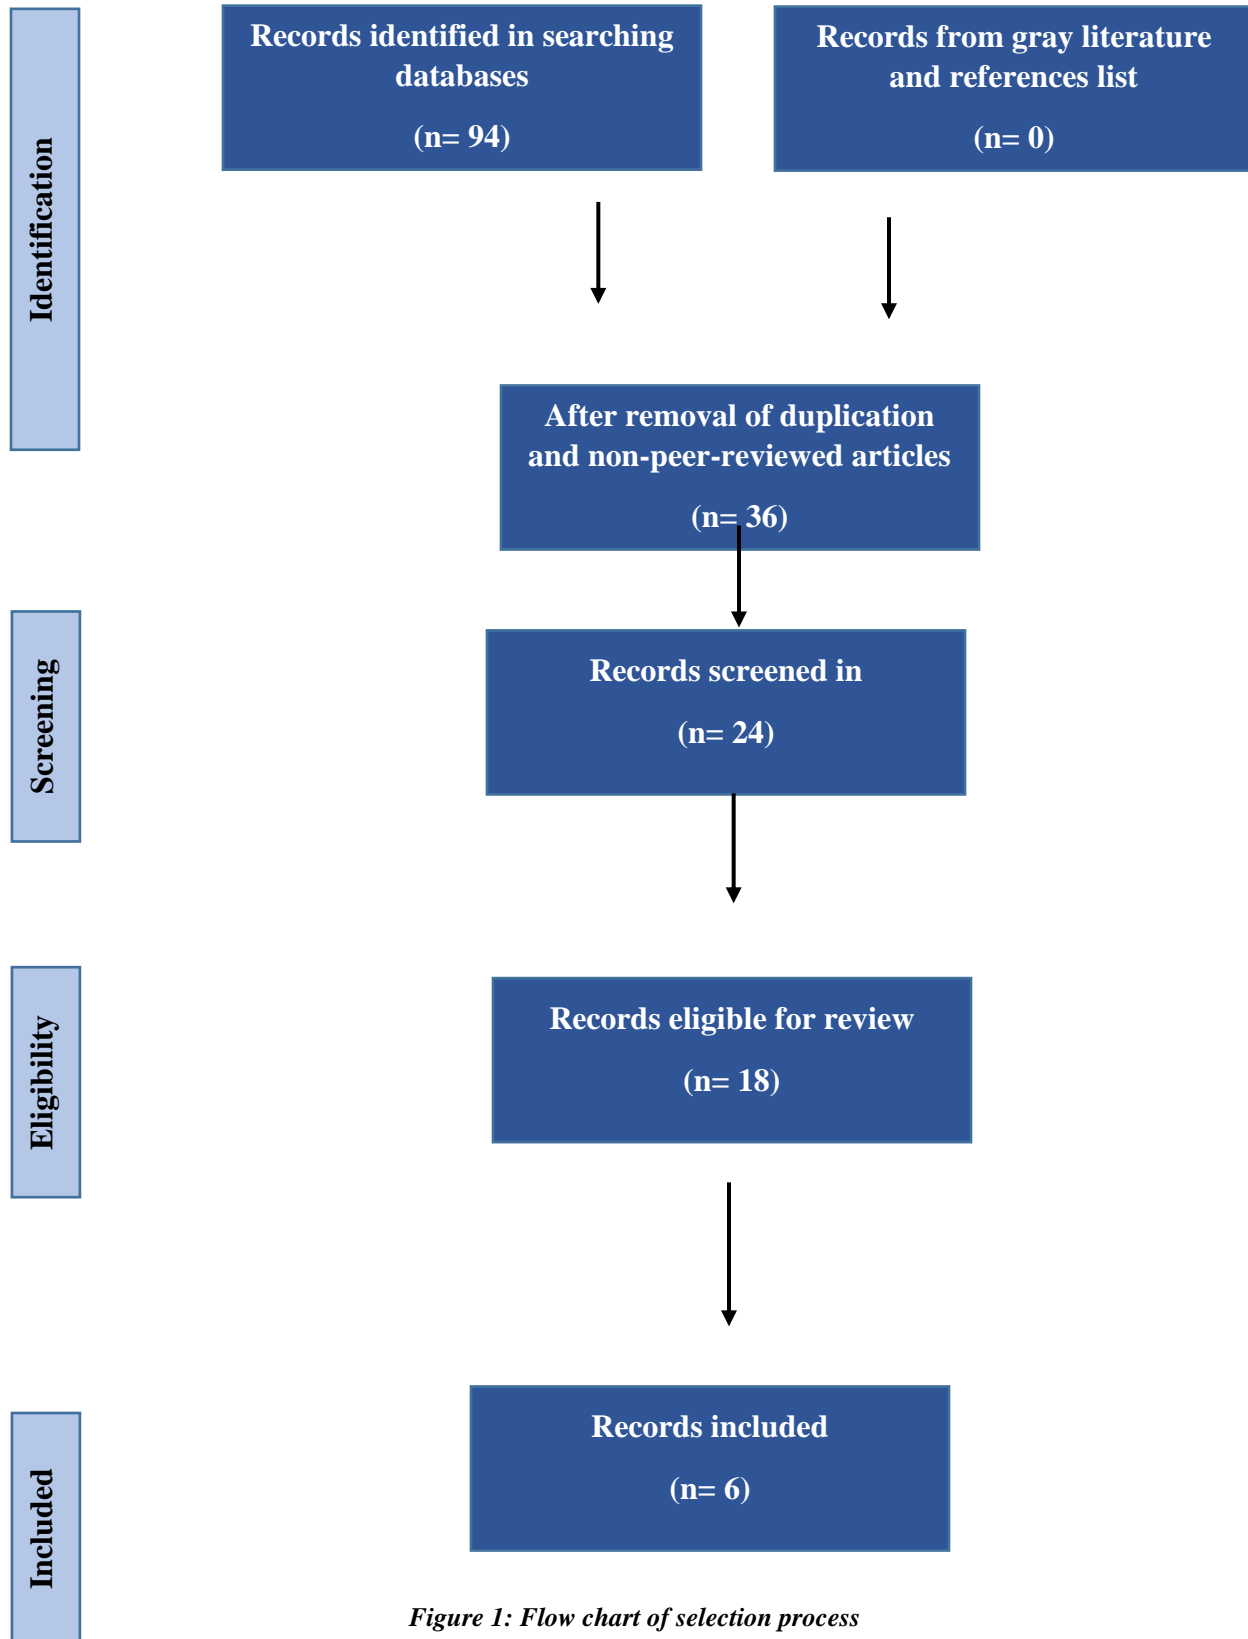 Identification
Records identified in searching
databases
(n= 94)
Records from gray literature
and references list
(n= 0)
After removal of duplication
and non-peer-reviewed articles
(n= 36)
Screening
Records screened in
(n= 24)
Eligibility
Records eligible for review
(n= 18)
Included
Records included
(n= 6)
Figure 1: Flow chart of selection process